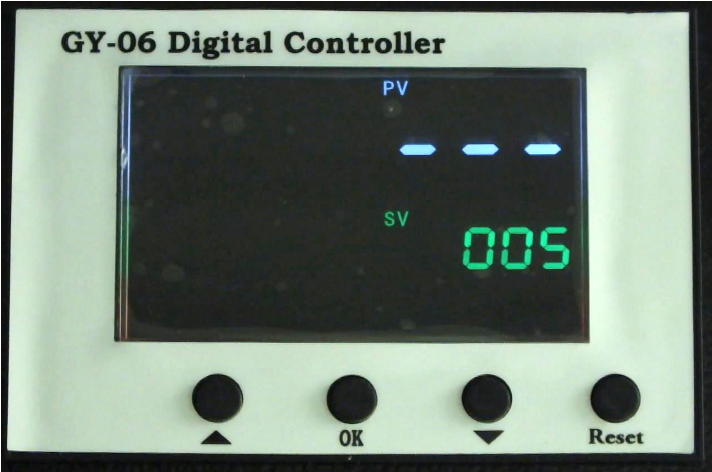 GY-06 Digital Controller
PV
- - -
SV
005
OK
Reset